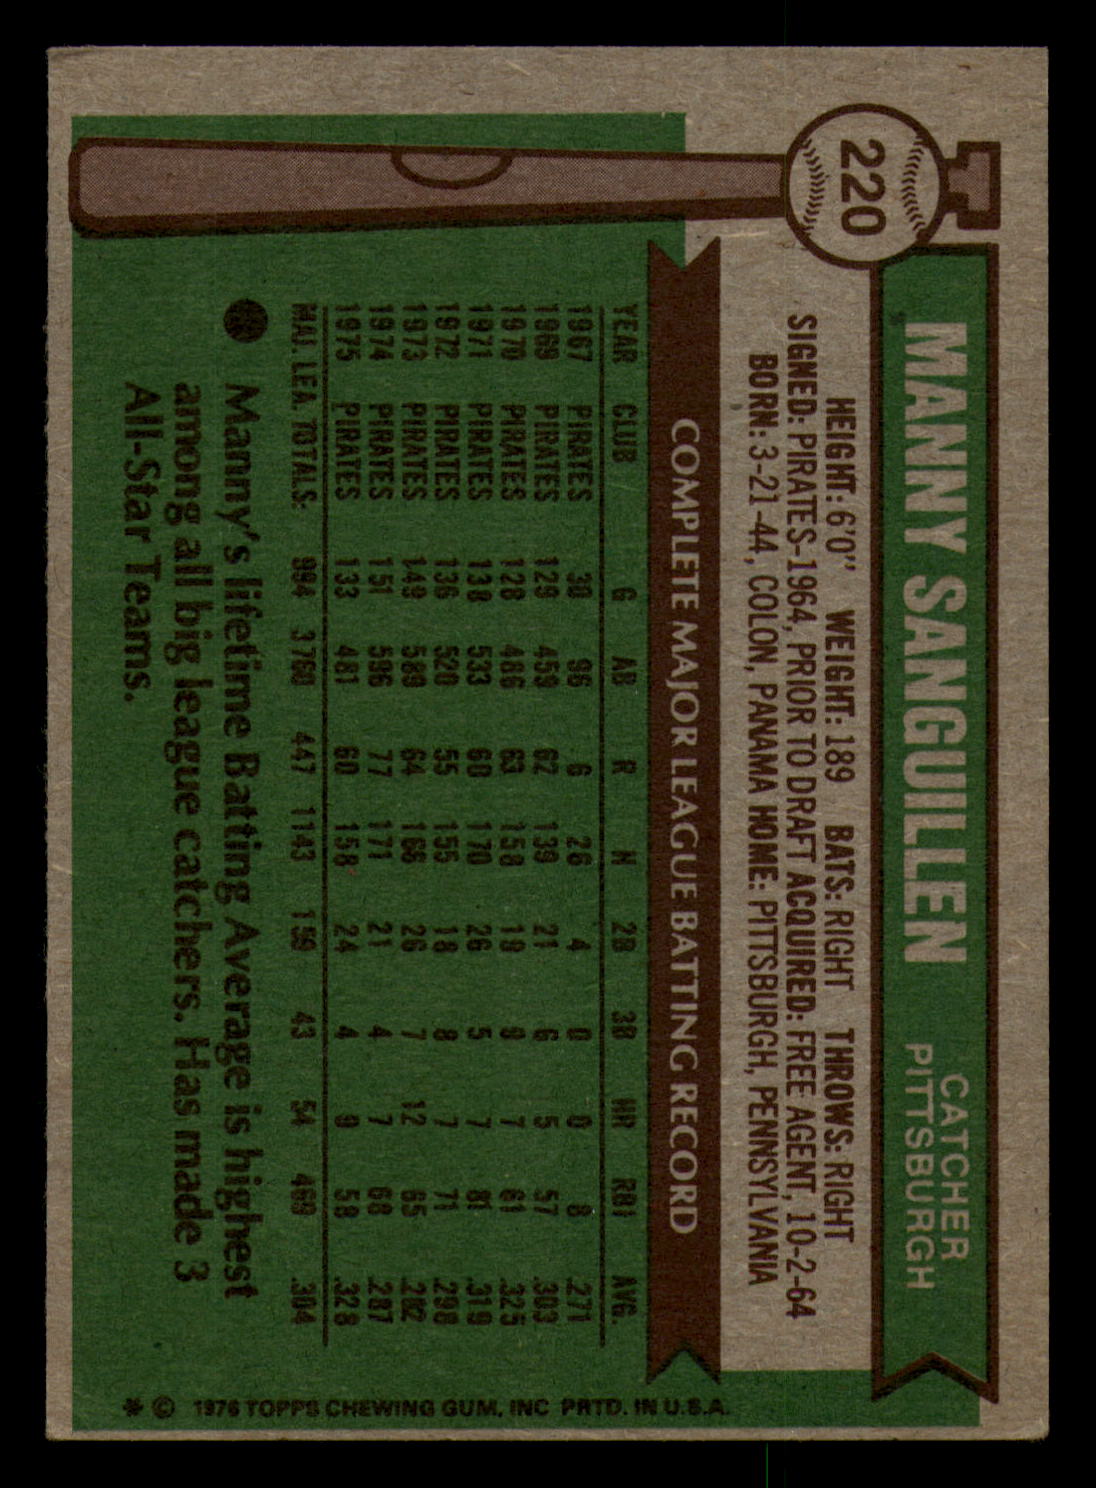 220
MANNY SANGUILLEN
CATCHER
PITTSBURGH
HEIGHT: 6'0" WEIGHT: 189 BATS: RIGHT THROWS: RIGHT
SIGNED: PIRATES-1964, PRIOR TO DRAFT ACQUIRED: FREE AGENT, 10-2-64
BORN: 3-21-44, COLON, PANAMA HOME: PITTSBURGH, PENNSYLVANIA
COMPLETE MAJOR LEAGUE BATTING RECORD
YEAR CLUB G AB R H 2B 3B HR RBI AVG.
1967 PIRATES 30 96 6 26 4 0 0 8 .271
1969 PIRATES 129 459 62 139 21 6 5 57 .303
1970 PIRATES 128 486 63 158 19 9 7 61 .325
1971 PIRATES 138 533 60 170 26 5 7 81 .319
1972 PIRATES 136 520 55 155 18 8 7 71 .298
1973 PIRATES 149 589 64 166 26 7 12 65 .282
1974 PIRATES 151 596 77 171 21 4 7 68 .287
1975 PIRATES 133 481 60 158 24 4 9 58 .328
MAJ. LEA. TOTALS: 994 3760 447 1143 159 43 54 469 .304
● Manny's lifetime Batting Average is highest
among all big league catchers. Has made 3
All-Star Teams.
* © 1976 TOPPS CHEWING GUM, INC PRTD. IN U.S.A.